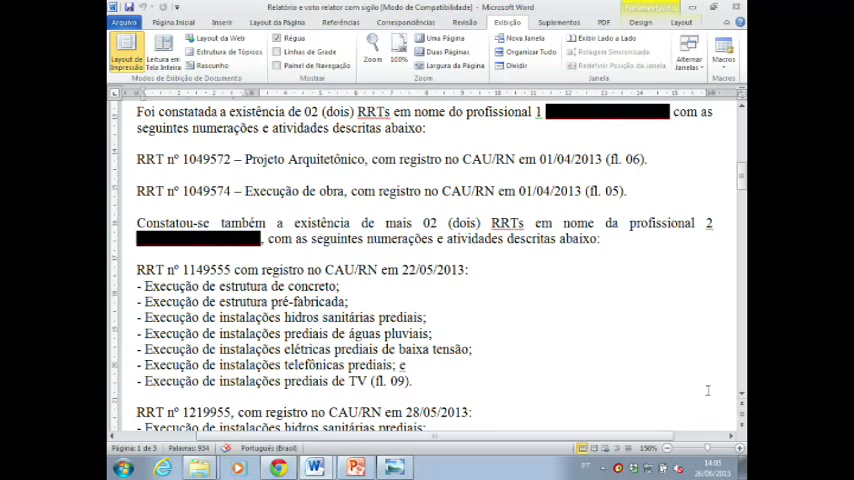 Relatório e voto relator com sigilo [Modo de Compatibilidade] - Microsoft Word
Arquivo Página Inicial Inserir Layout da Página Referências Correspondências Revisão Exibição Suplementos PDF Design Layout
Layout de Impressão
Leitura em Tela Inteira
Layout da Web
Estrutura de Tópicos
Rascunho
Modos de Exibição de Documento
Régua
Linhas de Grade
Painel de Navegação
Mostrar
Zoom
100%
Uma Página
Duas Páginas
Largura da Página
Zoom
Nova Janela
Organizar Tudo
Dividir
Exibir Lado a Lado
Rolagem Sincronizada
Redefinir Posição da Janela
Janela
Alternar Janelas
Macros
Macros
Foi constatada a existência de 02 (dois) RRTs em nome do profissional 1 com as
seguintes numerações e atividades descritas abaixo:
RRT nº 1049572 – Projeto Arquitetônico, com registro no CAU/RN em 01/04/2013 (fl. 06).
RRT nº 1049574 – Execução de obra, com registro no CAU/RN em 01/04/2013 (fl. 05).
Constatou-se também a existência de mais 02 (dois) RRTs em nome da profissional 2
, com as seguintes numerações e atividades descritas abaixo:
RRT nº 1149555 com registro no CAU/RN em 22/05/2013:
- Execução de estrutura de concreto;
- Execução de estrutura pré-fabricada;
- Execução de instalações hidros sanitárias prediais;
- Execução de instalações prediais de águas pluviais;
- Execução de instalações elétricas prediais de baixa tensão;
- Execução de instalações telefônicas prediais; e
- Execução de instalações prediais de TV (fl. 09).
RRT nº 1219955, com registro no CAU/RN em 28/05/2013:
- Execução de instalações hidros sanitárias prediais;
Página: 1 de 3 Palavras: 934 Português (Brasil) 150%
PT 14:05
26/06/2015